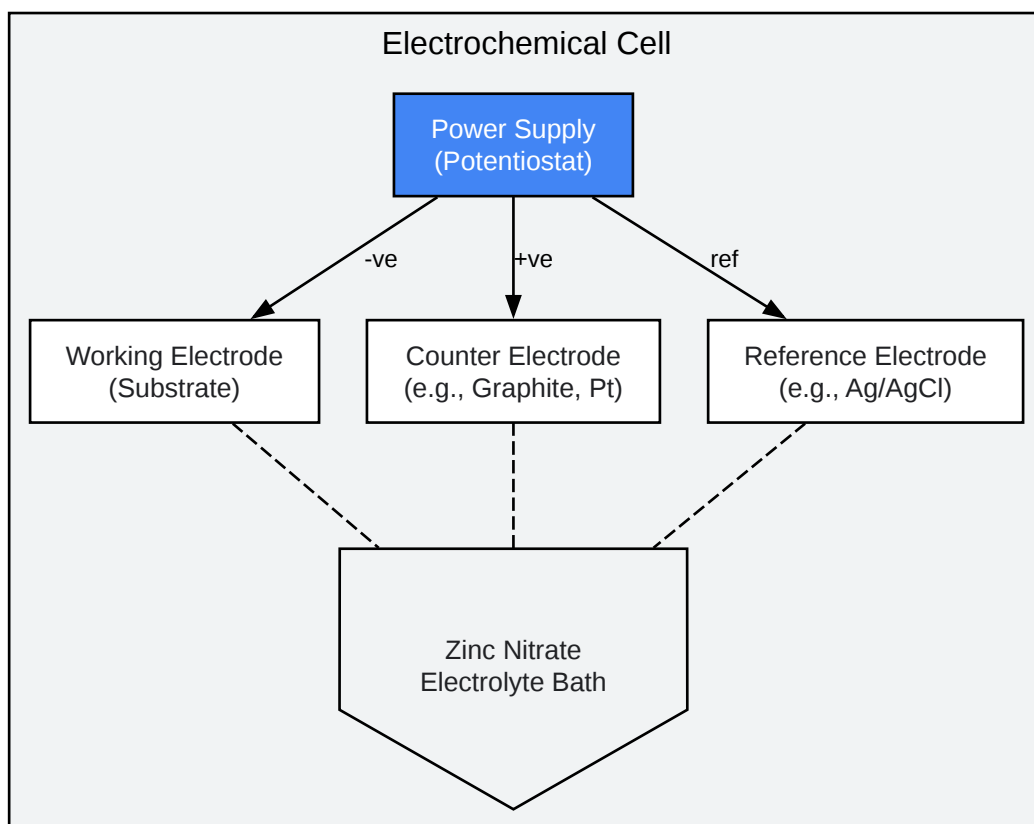 Electrochemical Cell
Power Supply
(Potentiostat)
-ve
+ve
ref
Working Electrode
(Substrate)
Counter Electrode
(e.g., Graphite, Pt)
Reference Electrode
(e.g., Ag/AgCl)
Zinc Nitrate
Electrolyte Bath